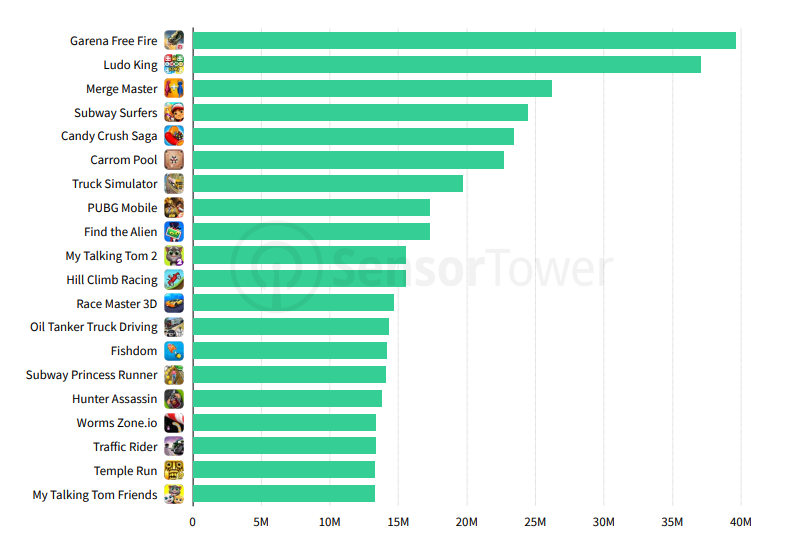 Garena Free Fire
Ludo King
Merge Master
Subway Surfers
Candy Crush Saga
Carrom Pool
Truck Simulator
PUBG Mobile
Find the Alien
My Talking Tom 2
Hill Climb Racing
Race Master 3D
Oil Tanker Truck Driving
Fishdom
Subway Princess Runner
Hunter Assassin
Worms Zone.io
Traffic Rider
Temple Run
My Talking Tom Friends
SensorTower
0 5M 10M 15M 20M 25M 30M 35M 40M